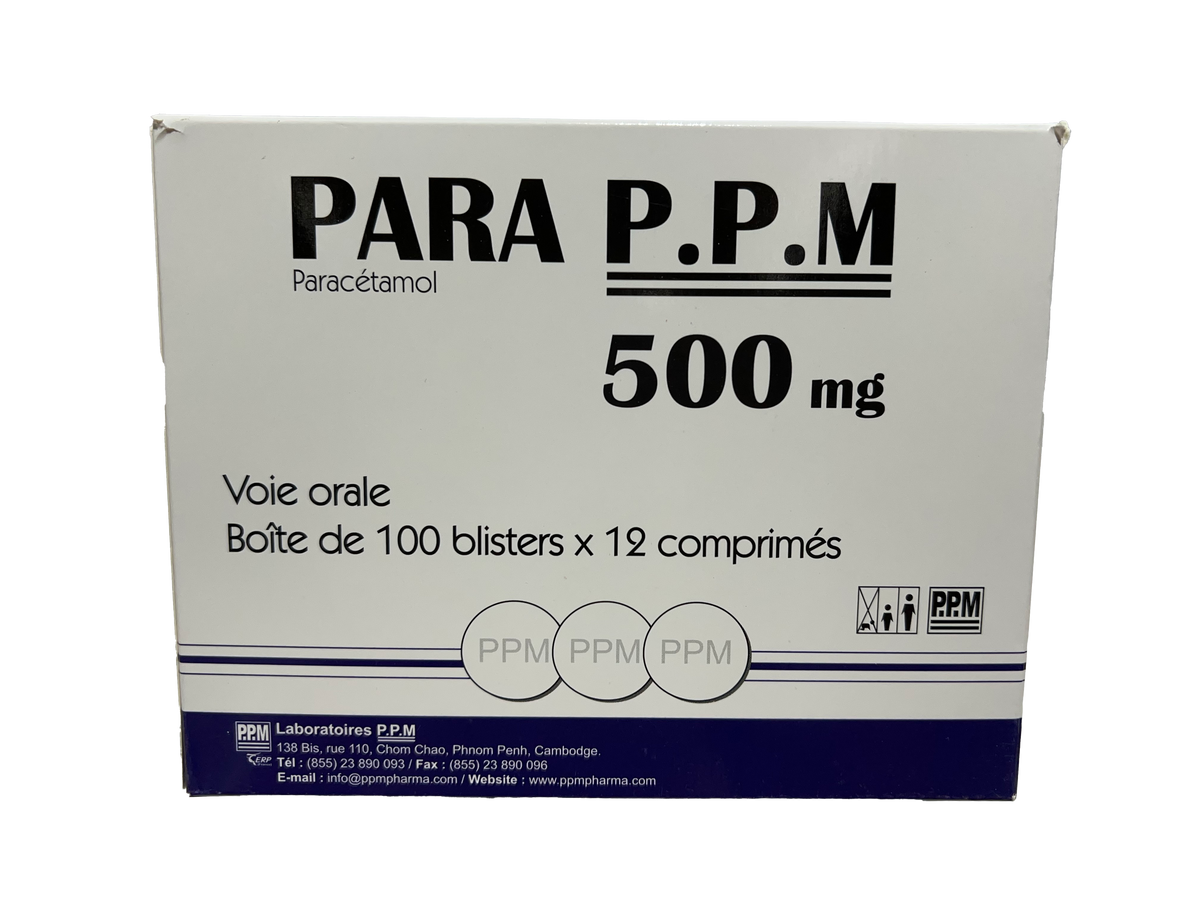 PARA P.P.M
Paracétamol
500 mg
Voie orale
Boîte de 100 blisters x 12 comprimés
P.P.M
PPM PPM PPM
P.P.M Laboratoires P.P.M
138 Bis, rue 110, Chom Chao, Phnom Penh, Cambodge.
CERP
Tél : (855) 23 890 093 / Fax : (855) 23 890 096
E-mail : info@ppmpharma.com / Website : www.ppmpharma.com